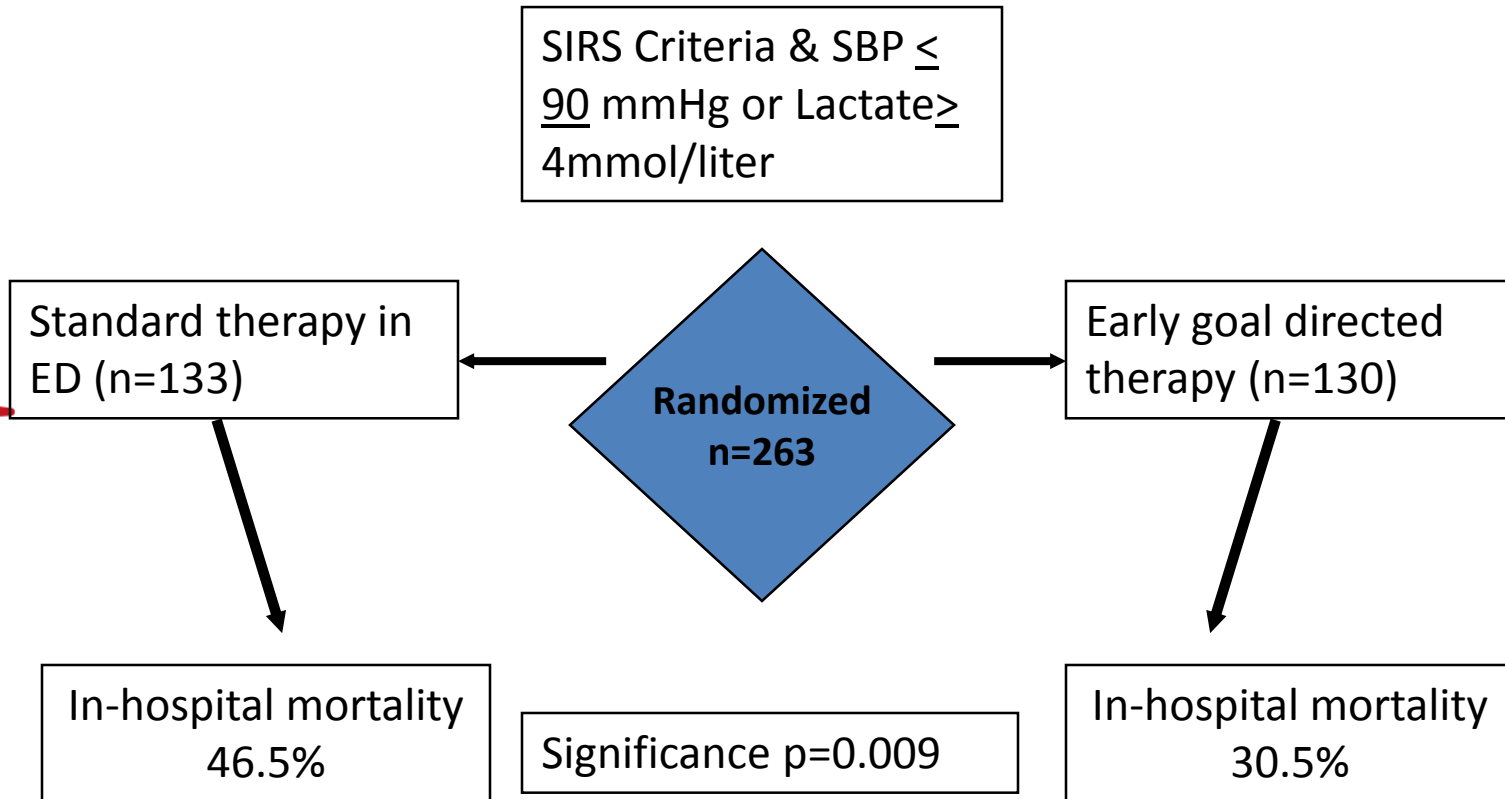 SIRS Criteria & SBP <
90 mmHg or Lactate>
4mmol/liter
Standard therapy in
ED (n=133)
Randomized
n=263
Early goal directed
therapy (n=130)
In-hospital mortality
46.5%
Significance p=0.009
In-hospital mortality
30.5%